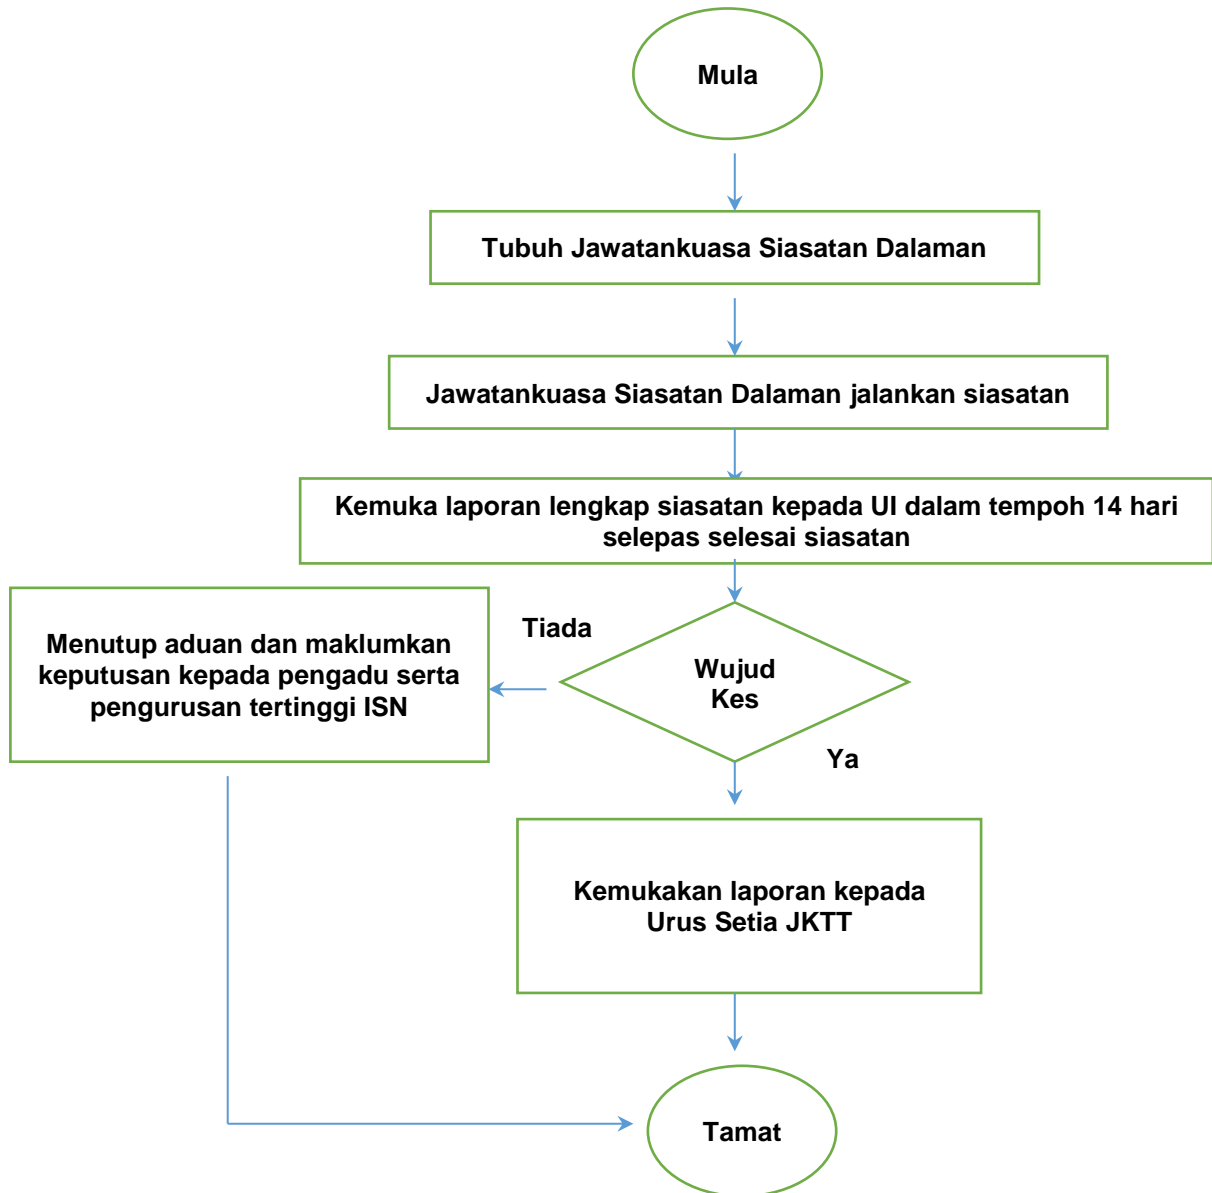 Mula
Tubuh Jawatankuasa Siasatan Dalaman
Jawatankuasa Siasatan Dalaman jalankan siasatan
Kemuka laporan lengkap siasatan kepada UI dalam tempoh 14 hari
selepas selesai siasatan
Tiada
Menutup aduan dan maklumkan
keputusan kepada pengadu serta
pengurusan tertinggi ISN
Wujud
Kes
Ya
Kemukakan laporan kepada
Urus Setia JKTT
Tamat